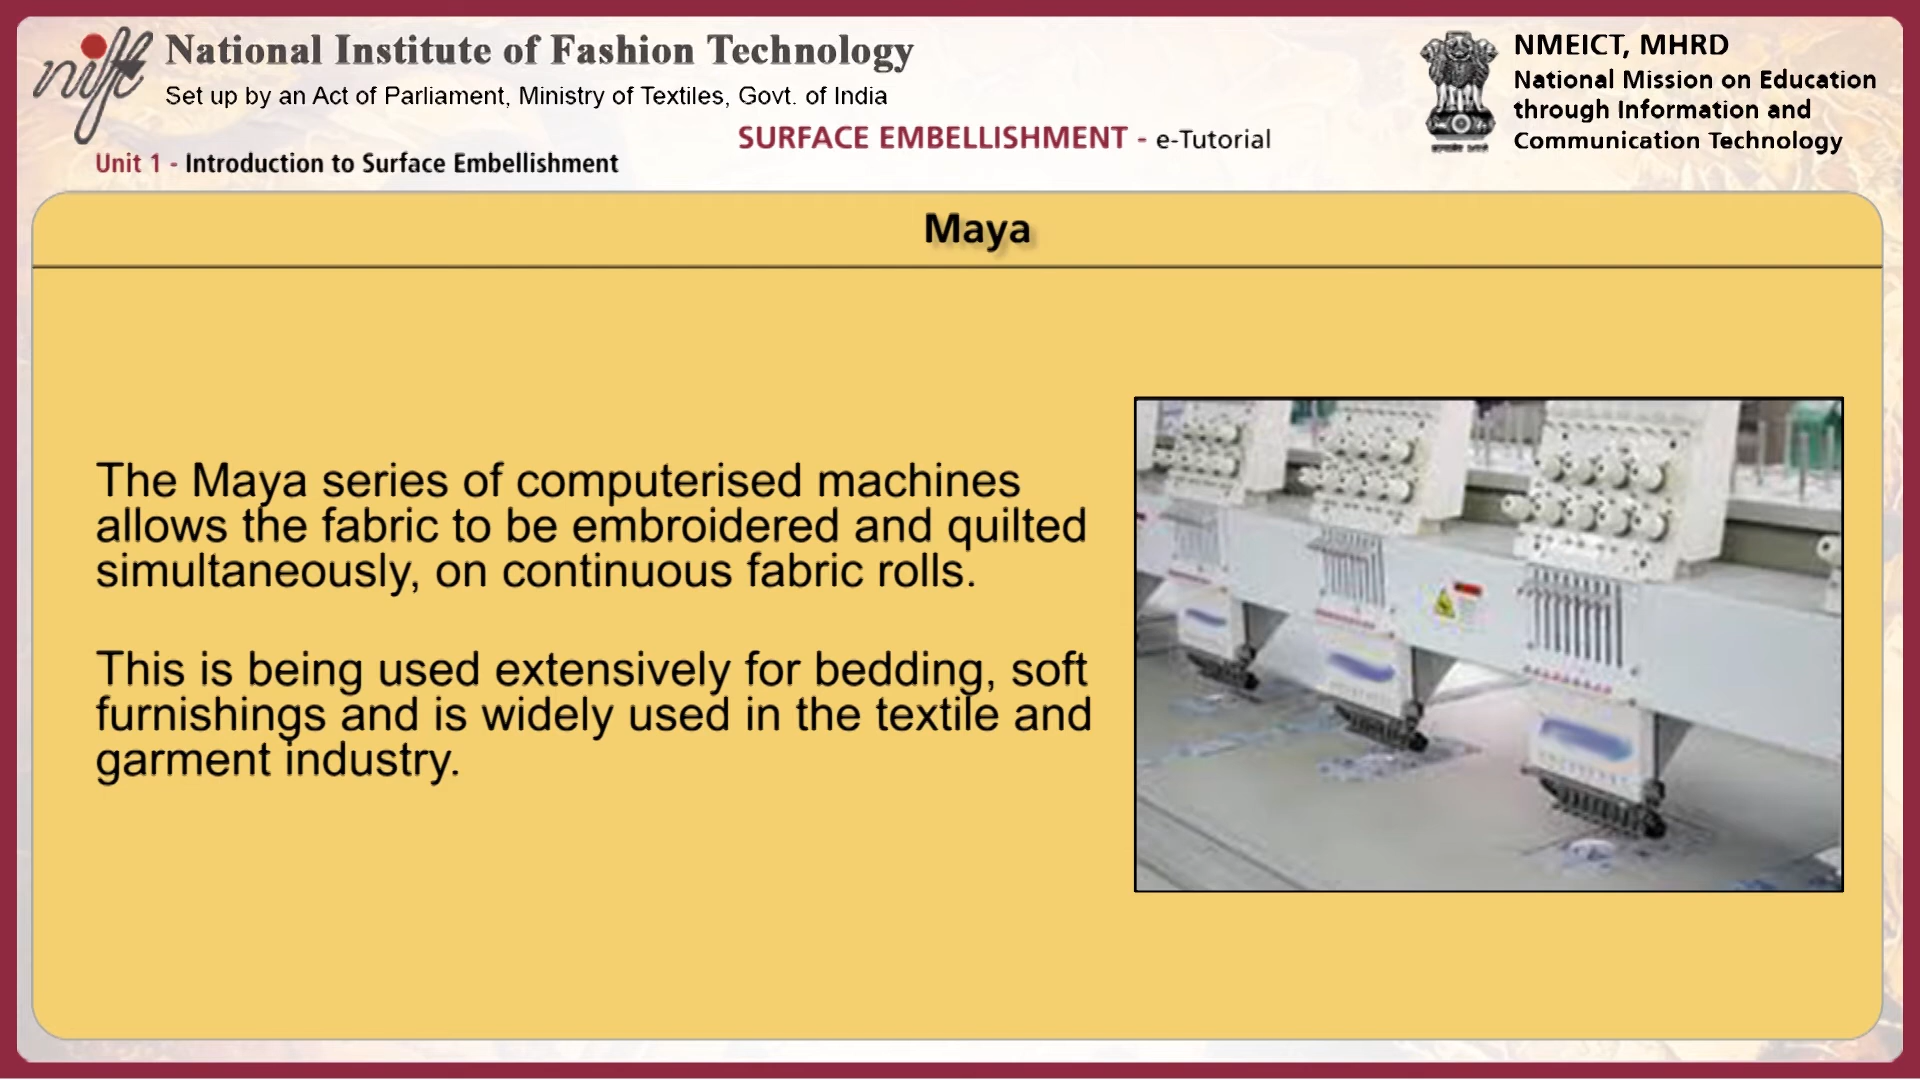 nift
National Institute of Fashion Technology
Set up by an Act of Parliament, Ministry of Textiles, Govt. of India
SURFACE EMBELLISHMENT - e-Tutorial
Unit 1 - Introduction to Surface Embellishment
NMEICT, MHRD
National Mission on Education
through Information and
Communication Technology
Maya
The Maya series of computerised machines
allows the fabric to be embroidered and quilted
simultaneously, on continuous fabric rolls.
This is being used extensively for bedding, soft
furnishings and is widely used in the textile and
garment industry.